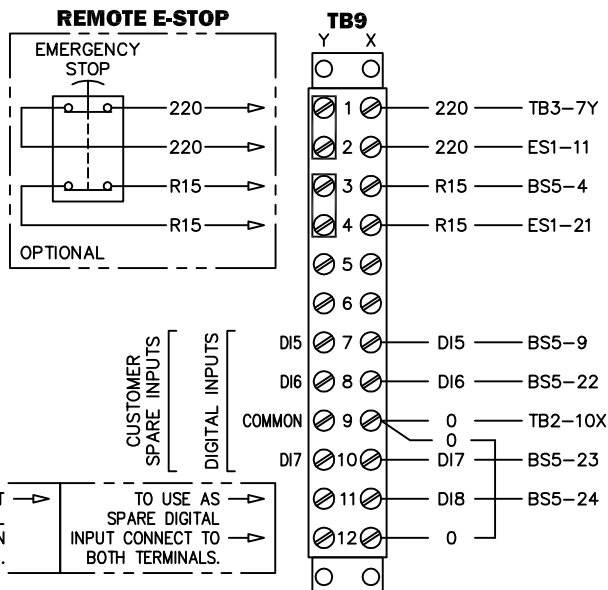 REMOTE E-STOP
TB9
Y X
EMERGENCY
STOP
220
220
R15
R15
OPTIONAL
1 220 TB3-7Y
2 220 ES1-11
3 R15 BS5-4
4 R15 ES1-21
5
6
CUSTOMER
SPARE INPUTS
DIGITAL INPUTS
DI5 7 DI5 BS5-9
DI6 8 DI6 BS5-22
COMMON 9 0 TB2-10X
0
DI7 10 DI7 BS5-23
11 DI8 BS5-24
12 0
TO USE AS
SPARE DIGITAL
INPUT CONNECT TO
BOTH TERMINALS.